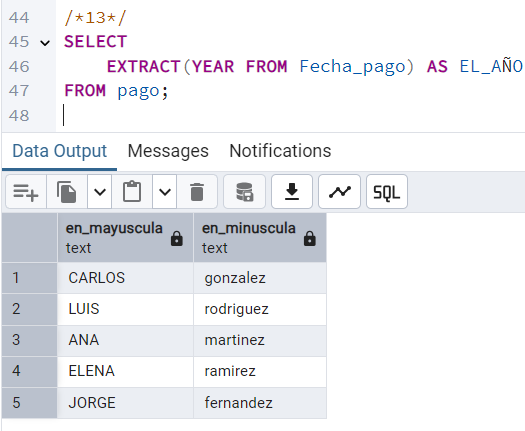 44 /*13*/
45 SELECT
46 EXTRACT(YEAR FROM Fecha_pago) AS EL_AÑO
47 FROM pago;
48
Data Output Messages Notifications
SQL
en_mayuscula en_minuscula
text text
1 CARLOS gonzalez
2 LUIS rodriguez
3 ANA martinez
4 ELENA ramirez
5 JORGE fernandez